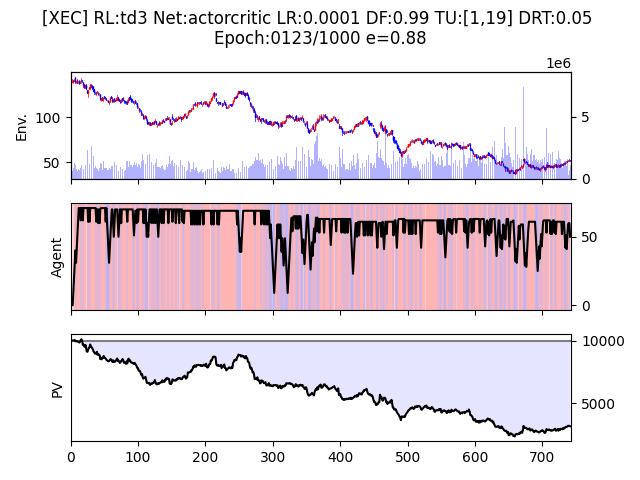 [XEC] RL:td3 Net:actorcritic LR:0.0001 DF:0.99 TU:[1,19] DRT:0.05
Epoch:0123/1000 e=0.88
1e6
Env.
100
50
5
0
Agent
50
0
PV
10000
5000
0 100 200 300 400 500 600 700